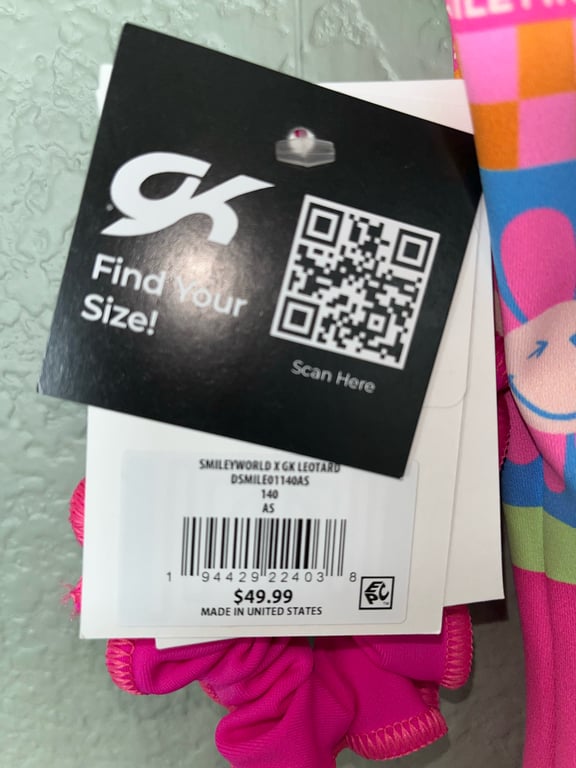 GK
Find Your
Size!
Scan Here
SMILEYWORLD X GK LEOTARD
DSMILE01140AS
140
AS
1 94429 22403 8
$49.99
EPC
MADE IN UNITED STATES